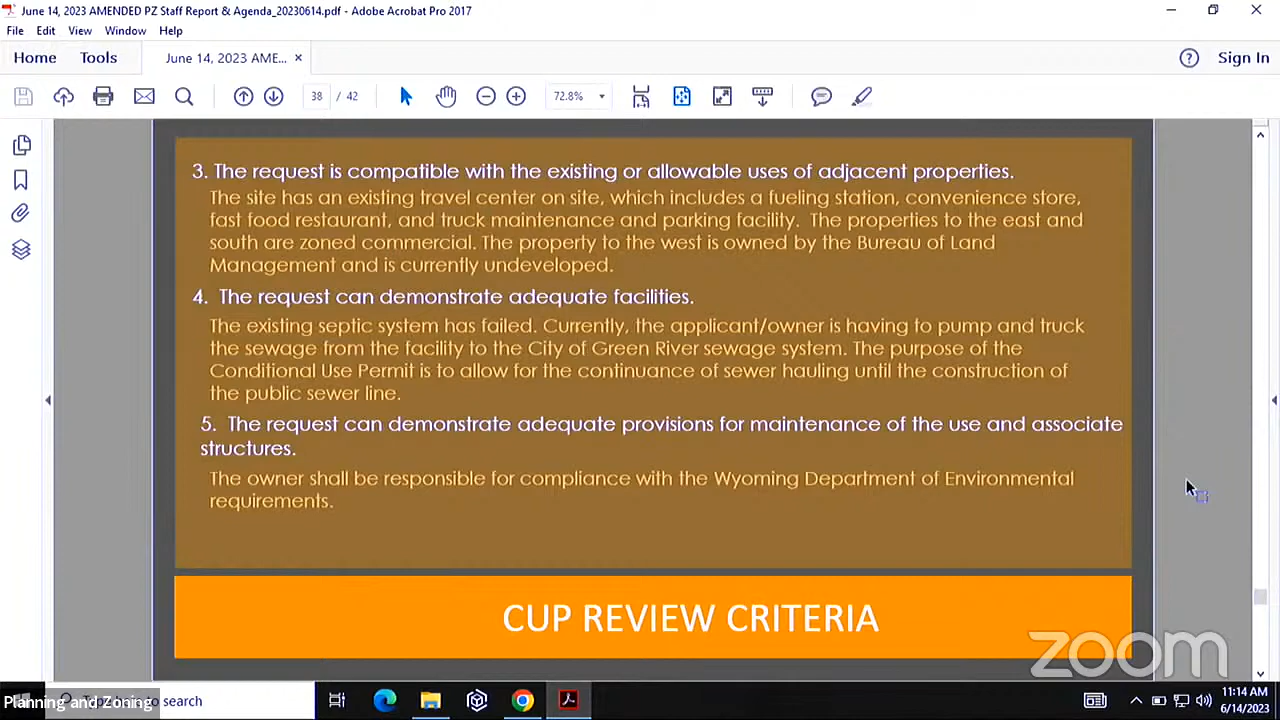 June 14, 2023 AMENDED PZ Staff Report & Agenda_20230614.pdf - Adobe Acrobat Pro 2017
File Edit View Window Help
Home Tools June 14, 2023 AME... × ? Sign In
38 / 42 72.8%
3. The request is compatible with the existing or allowable uses of adjacent properties.
The site has an existing travel center on site, which includes a fueling station, convenience store,
fast food restaurant, and truck maintenance and parking facility. The properties to the east and
south are zoned commercial. The property to the west is owned by the Bureau of Land
Management and is currently undeveloped.
4. The request can demonstrate adequate facilities.
The existing septic system has failed. Currently, the applicant/owner is having to pump and truck
the sewage from the facility to the City of Green River sewage system. The purpose of the
Conditional Use Permit is to allow for the continuance of sewer hauling until the construction of
the public sewer line.
5. The request can demonstrate adequate provisions for maintenance of the use and associate
structures.
The owner shall be responsible for compliance with the Wyoming Department of Environmental
requirements.
CUP REVIEW CRITERIA
zoom
Planning and Zoning
to search
11:14 AM
6/14/2023